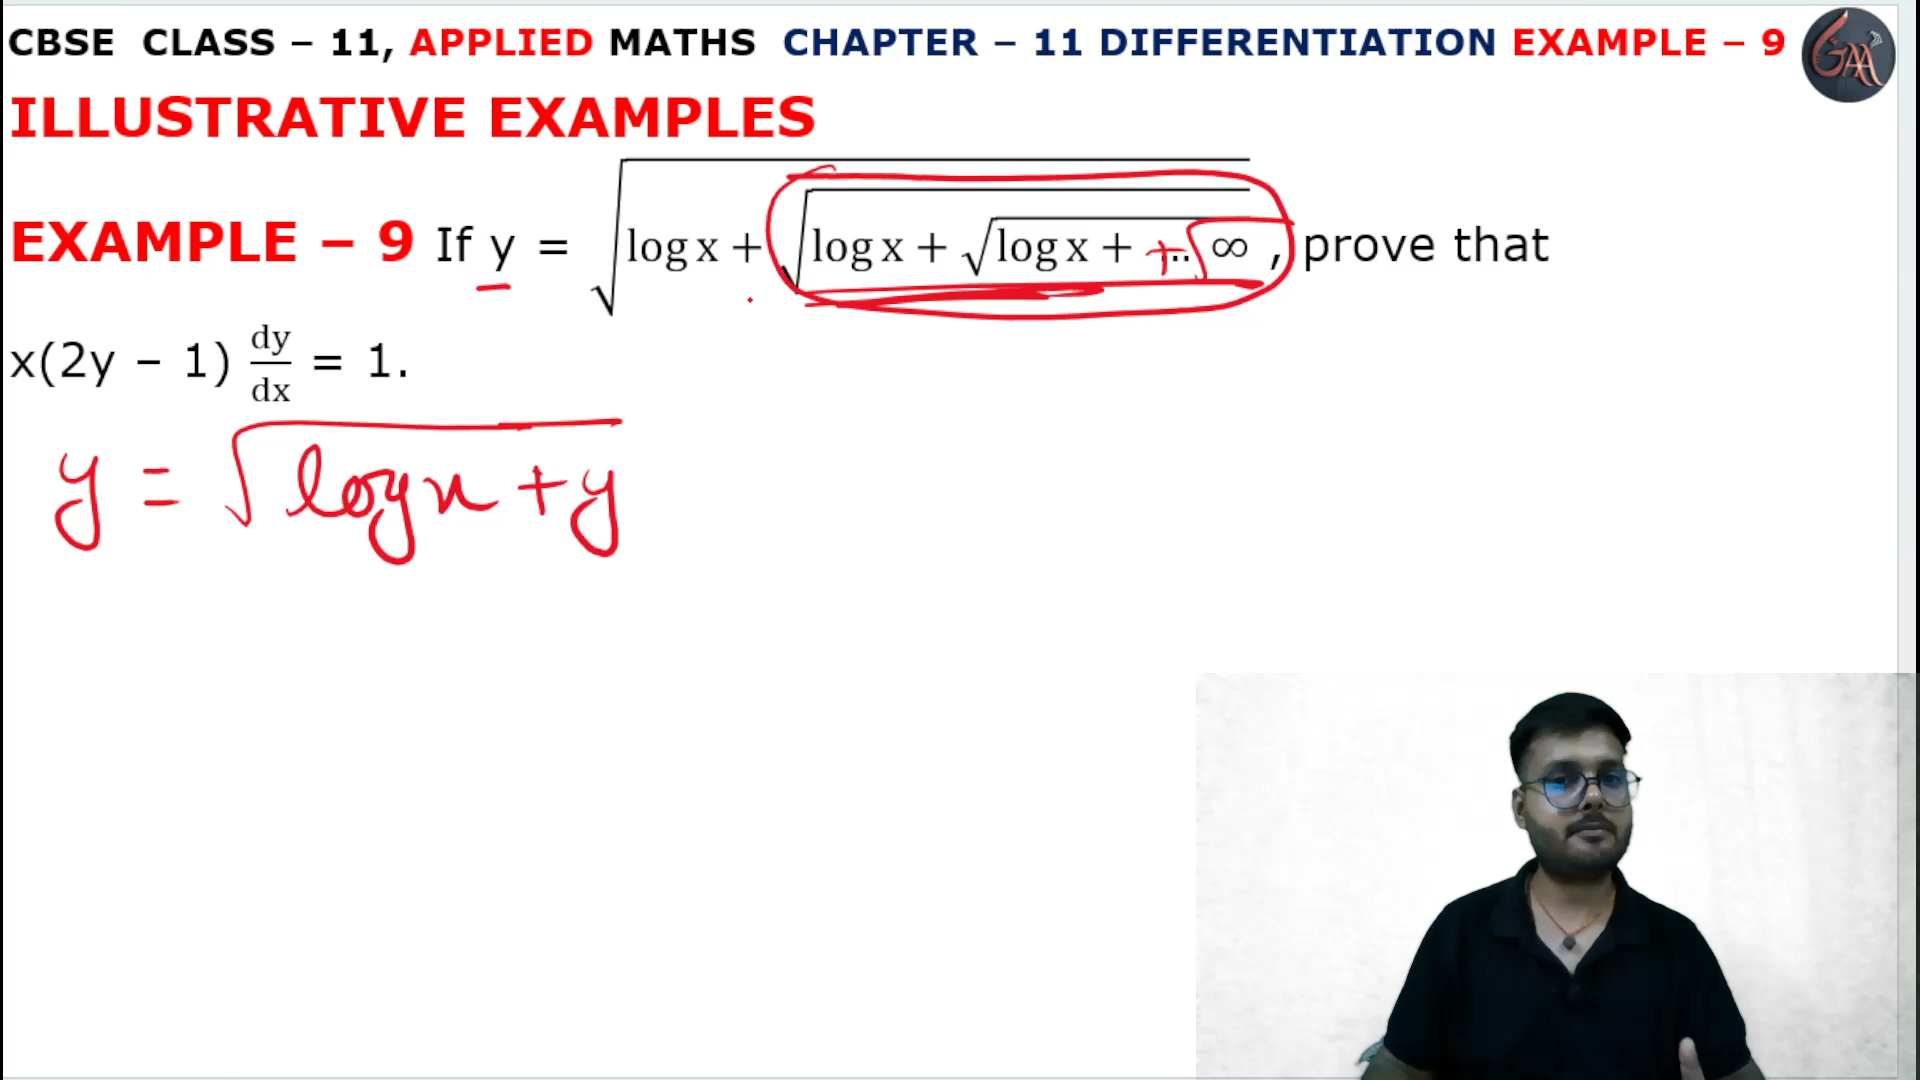 CBSE CLASS – 11, APPLIED MATHS CHAPTER – 11 DIFFERENTIATION EXAMPLE – 9
ILLUSTRATIVE EXAMPLES
EXAMPLE – 9 If y = √(log x + √(log x + √(log x + ... ∞ , prove that
x(2y – 1) dy/dx = 1.
y = √(log x + y)